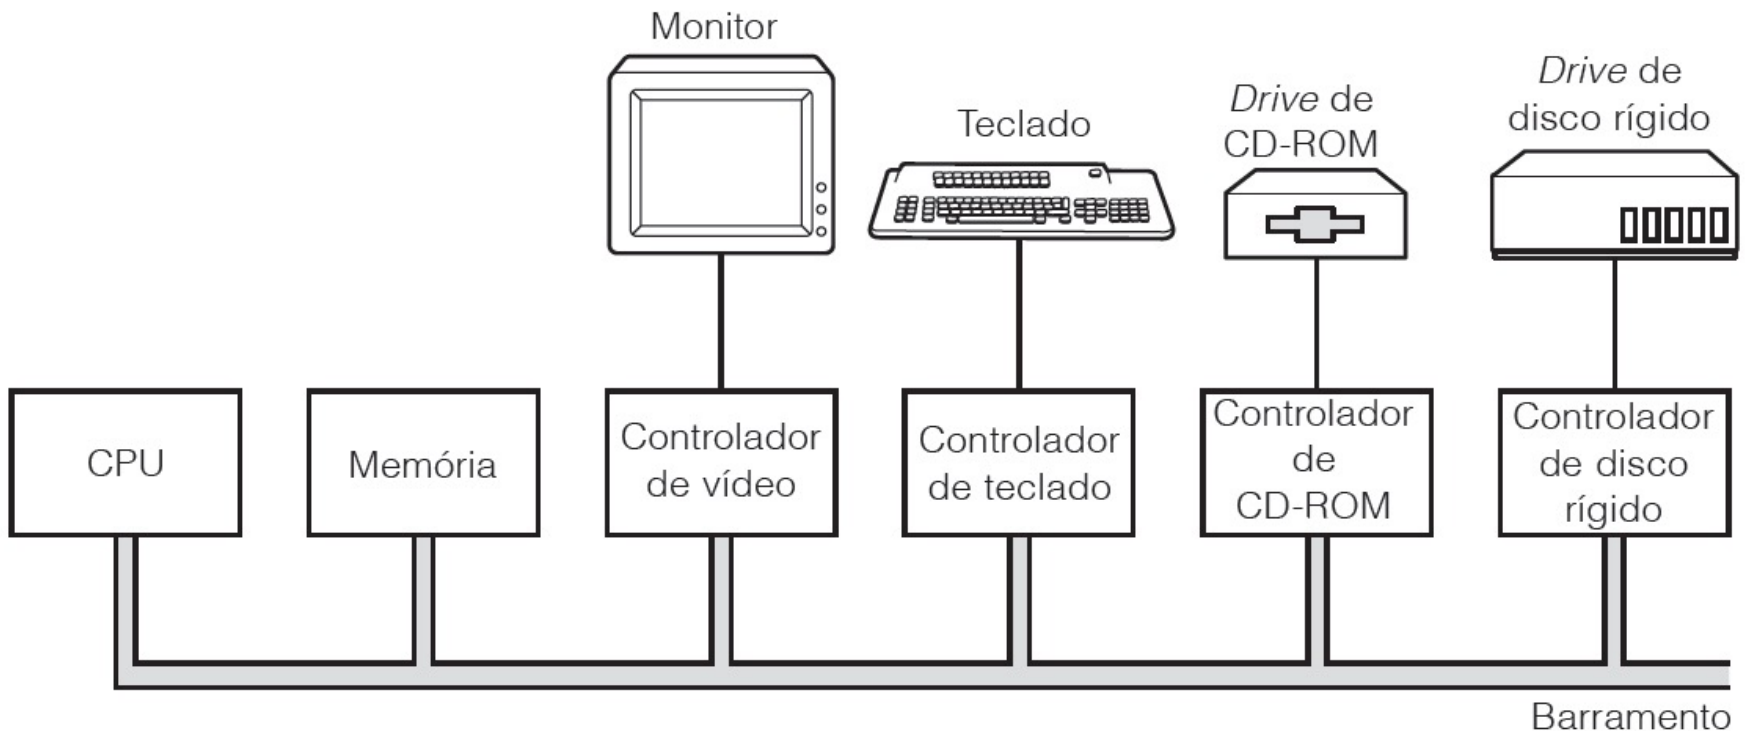 Monitor
Teclado
Drive de
CD-ROM
Drive de
disco rígido
CPU
Memória
Controlador
de vídeo
Controlador
de teclado
Controlador
de
CD-ROM
Controlador
de disco
rígido
Barramento